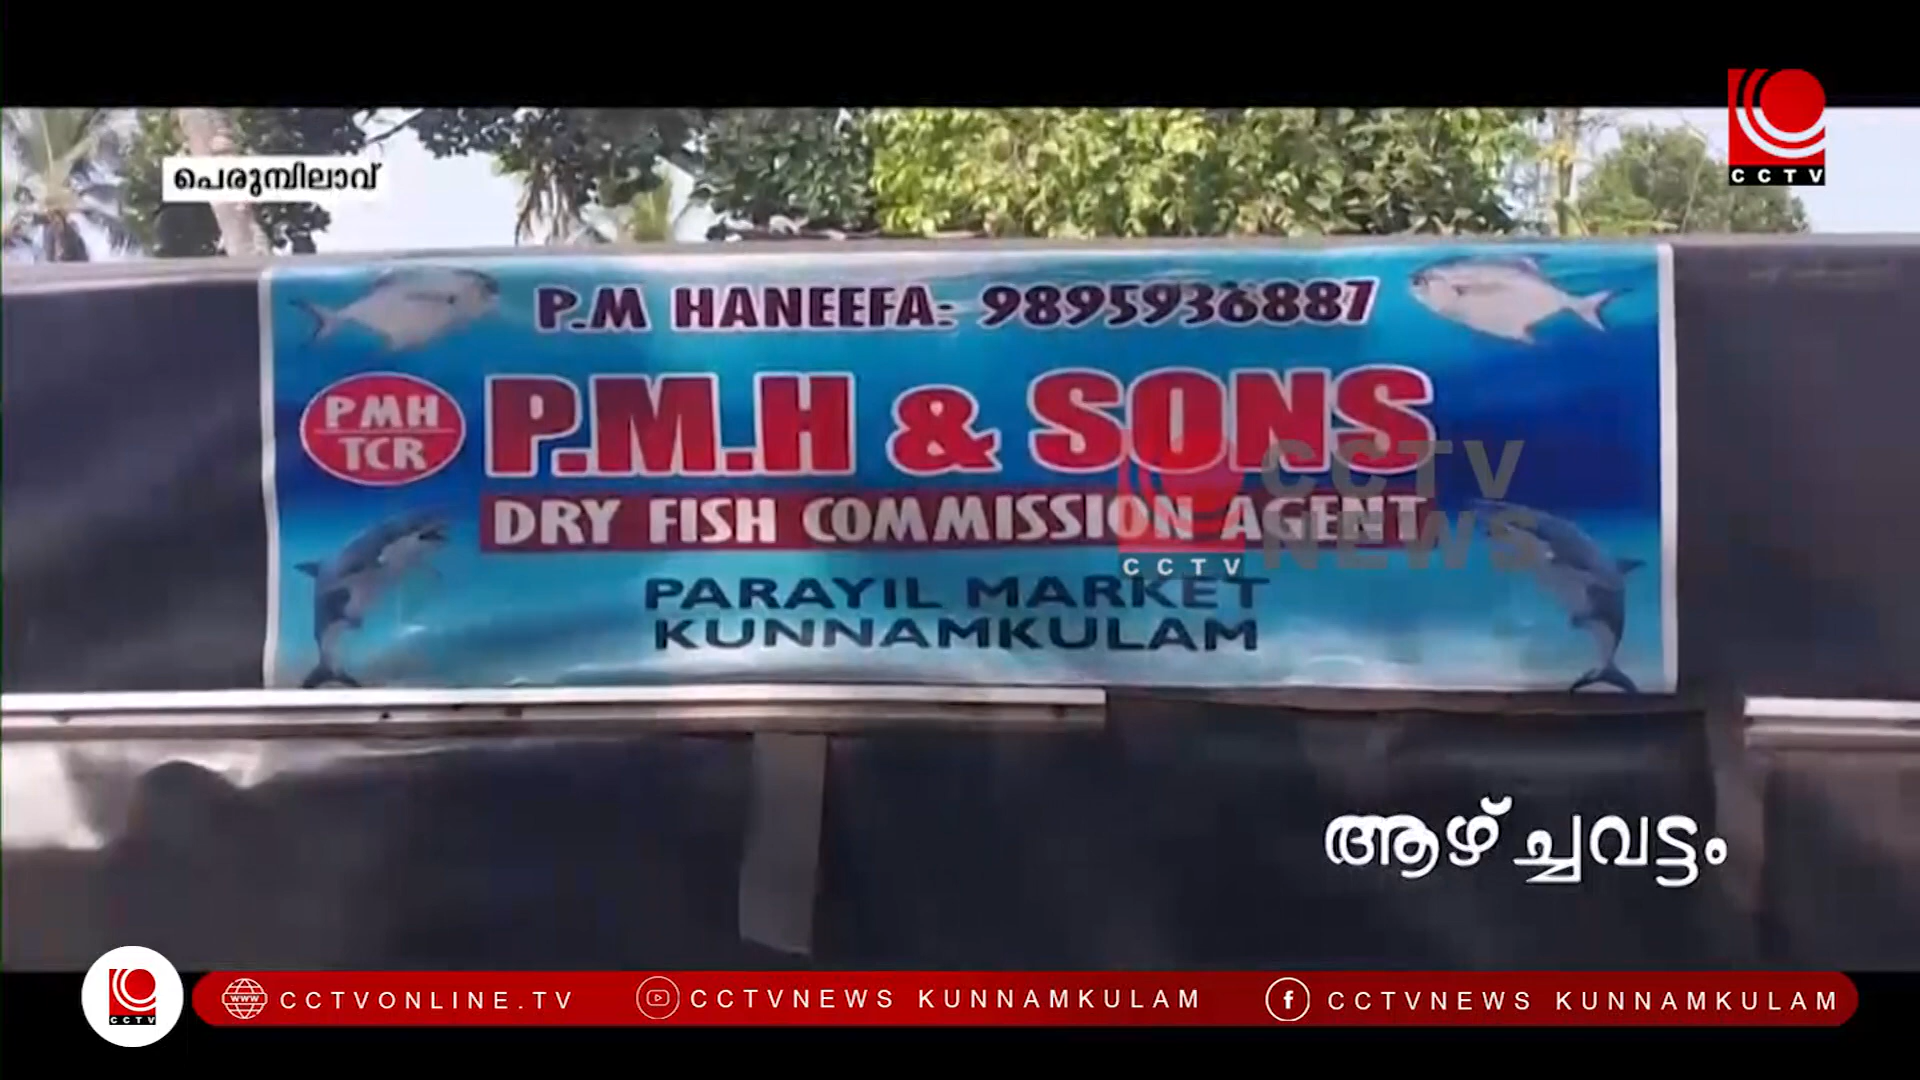 CCTV
പെരുമ്പിലാവ്
P.M HANEEFA: 9895936887
PMH
TCR
P.M.H & SONS
DRY FISH COMMISSION AGENT
CCTV NEWS
CCTV
PARAYIL MARKET
KUNNAMKULAM
ആഴ്ച്ചവട്ടം
CCTV
WWW CCTVONLINE.TV
CCTVNEWS KUNNAMKULAM
f CCTVNEWS KUNNAMKULAM